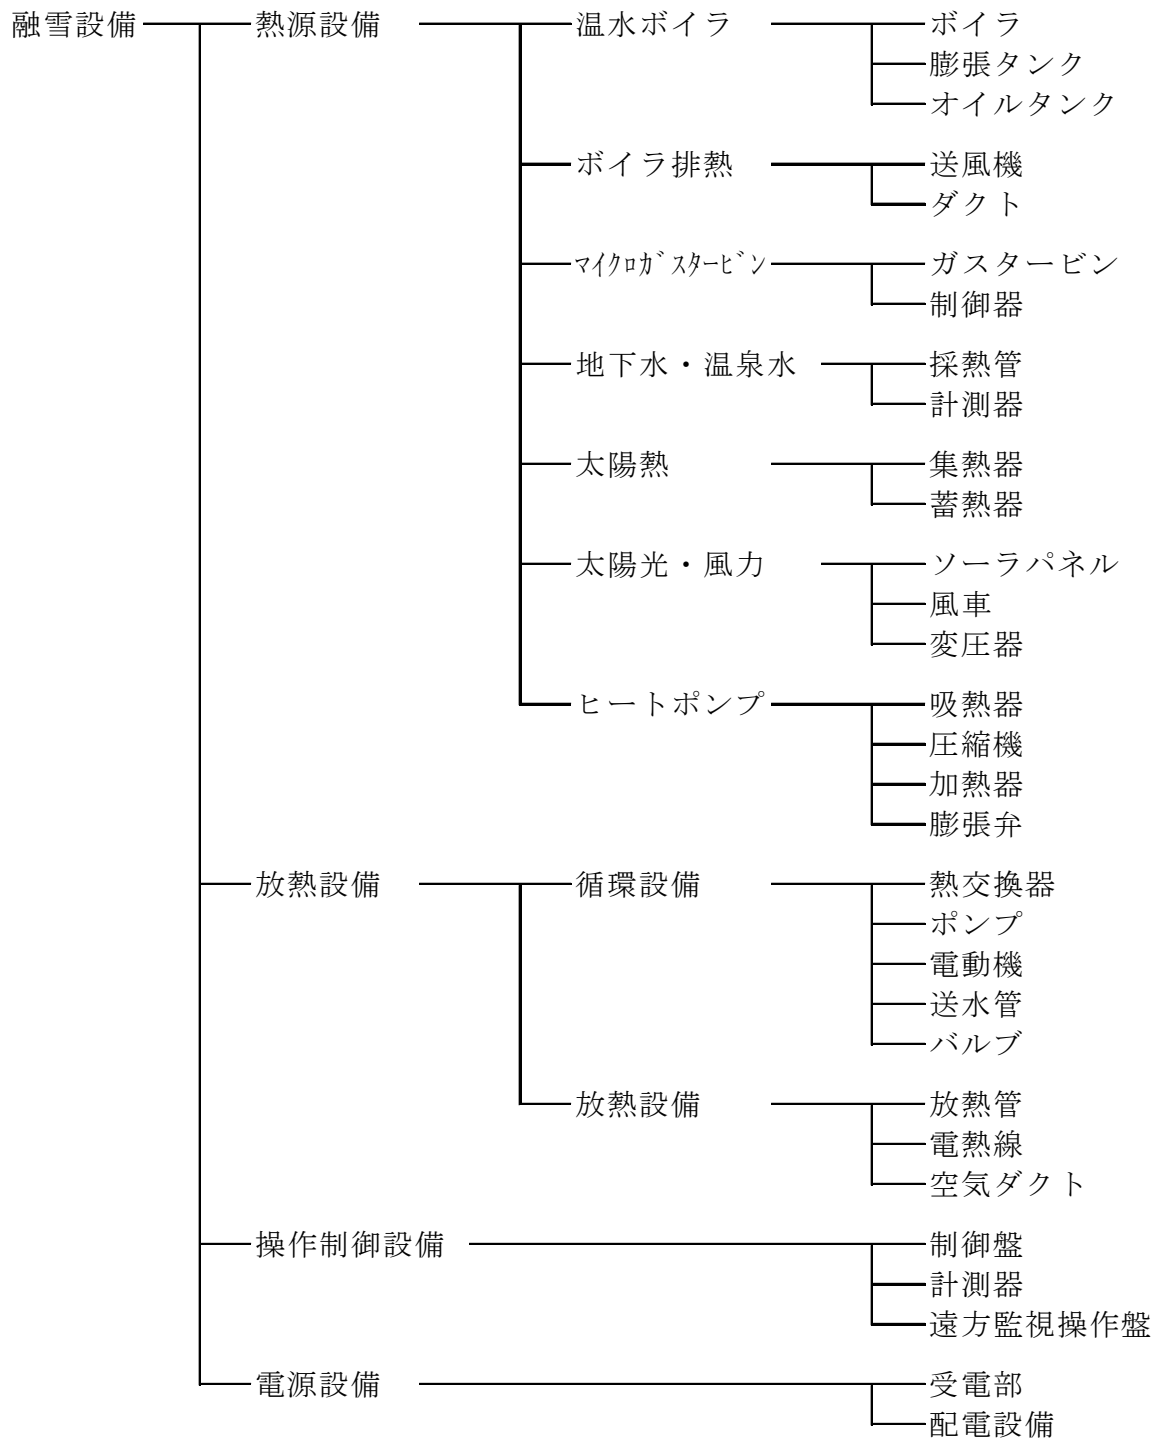 融雪設備 熱源設備 温水ボイラ ボイラ
膨張タンク
オイルタンク
ボイラ排熱 送風機
ダクト
ﾏｲｸﾛｶﾞｽﾀｰﾋﾞﾝ ガスタービン
制御器
地下水・温泉水 採熱管
計測器
太陽熱 集熱器
蓄熱器
太陽光・風力 ソーラパネル
風車
変圧器
ヒートポンプ 吸熱器
圧縮機
加熱器
膨張弁
放熱設備 循環設備 熱交換器
ポンプ
電動機
送水管
バルブ
放熱設備 放熱管
電熱線
空気ダクト
操作制御設備 制御盤
計測器
遠方監視操作盤
電源設備 受電部
配電設備